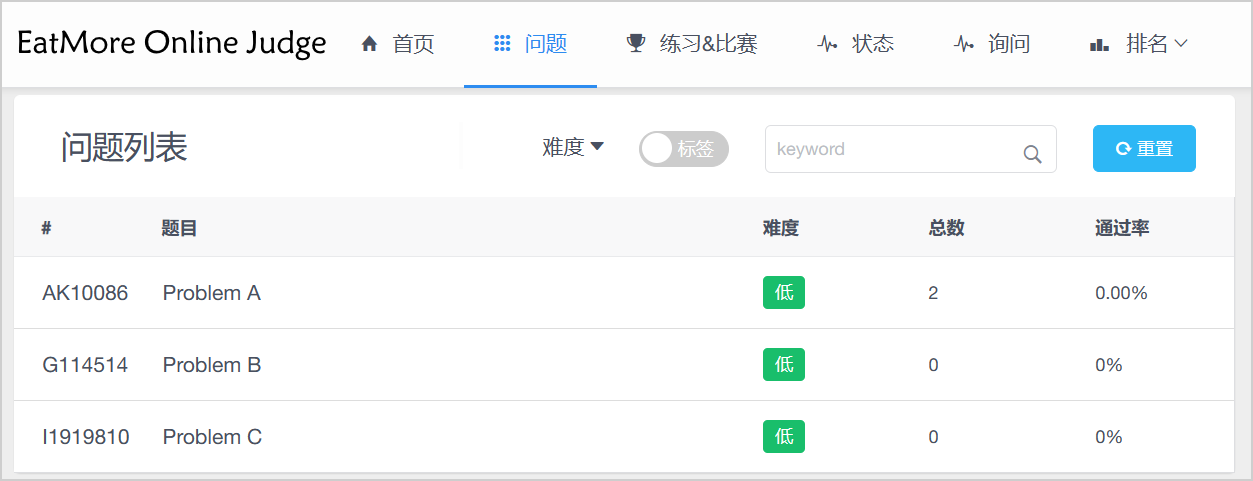 EatMore Online Judge 首页 问题 练习&比赛 状态 询问 排名
问题列表 难度 标签 keyword 重置
# 题目 难度 总数 通过率
AK10086 Problem A 低 2 0.00%
G114514 Problem B 低 0 0%
I1919810 Problem C 低 0 0%